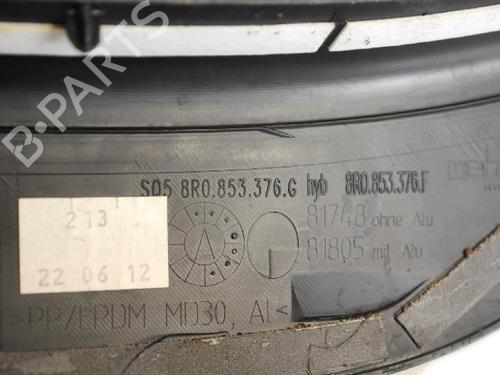 B-PARTS
S05 8R0.853.376.G hyb 8R0.853.376.F
81748 ohne Alu
81805 mit Alu
213
22 06 12
A
PP/EPDM MD30, Al<